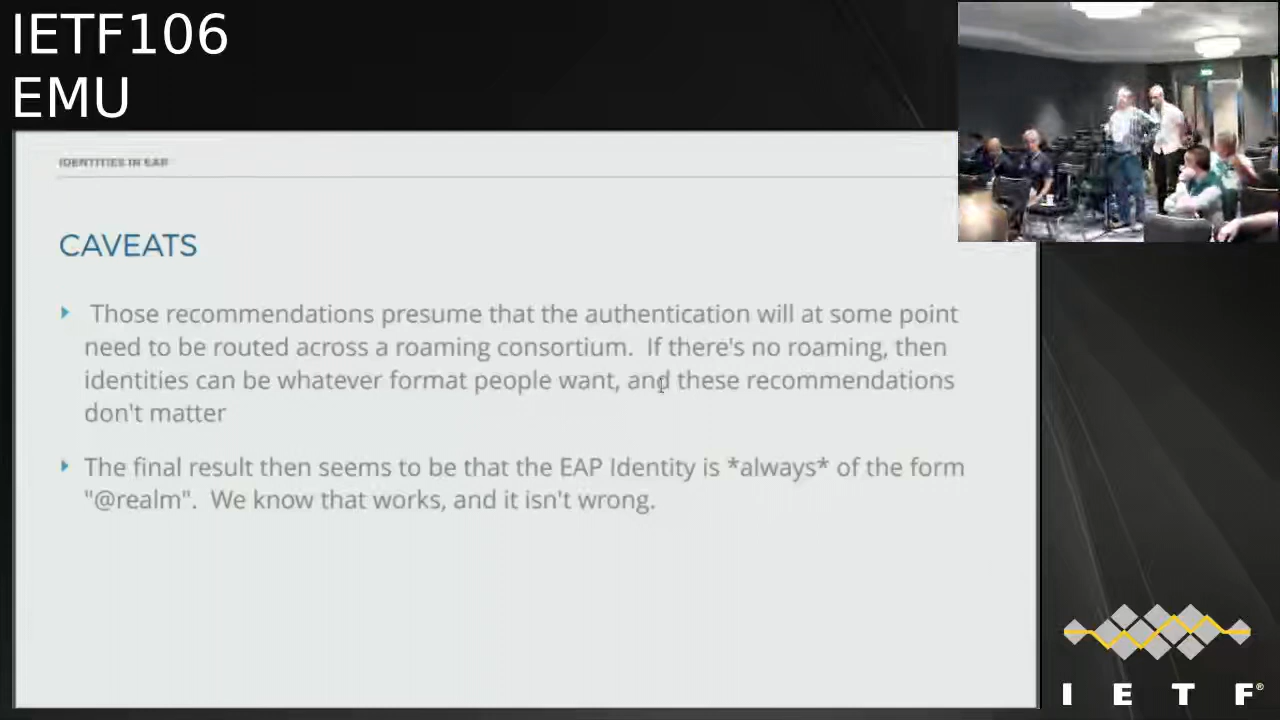 IETF106
EMU
IDENTITIES IN EAP
CAVEATS
Those recommendations presume that the authentication will at some point
need to be routed across a roaming consortium. If there's no roaming, then
identities can be whatever format people want, and these recommendations
don't matter
The final result then seems to be that the EAP Identity is *always* of the form
"@realm". We know that works, and it isn't wrong.
I E T F®